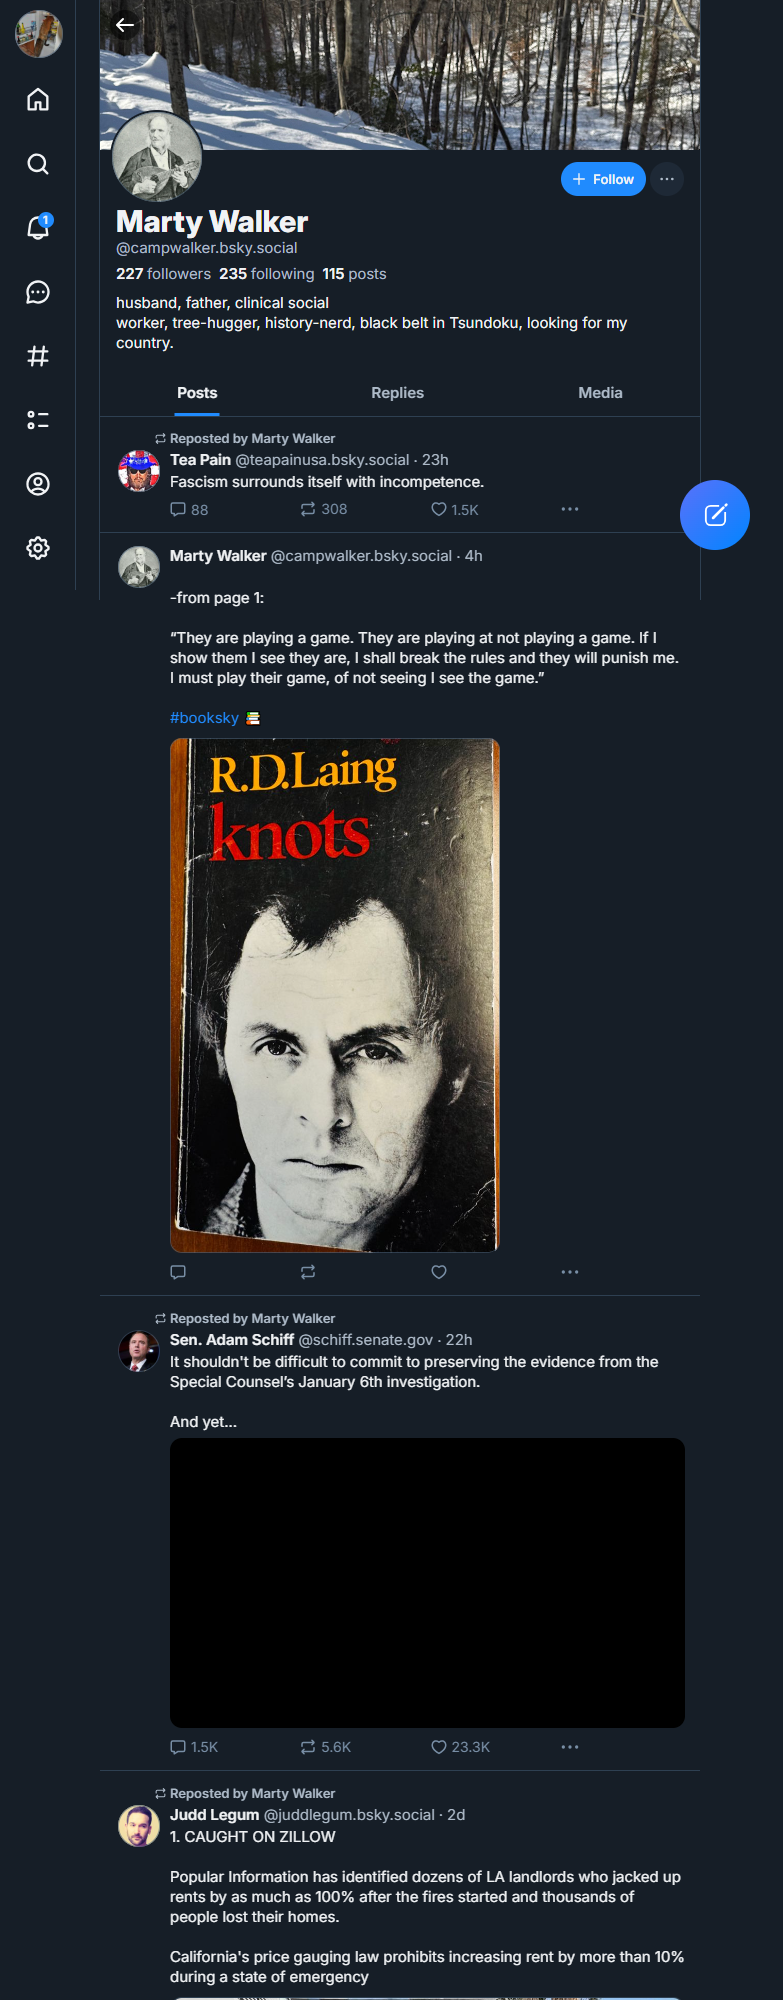 1
Follow
Marty Walker
@campwalker.bsky.social
227 followers 235 following 115 posts
husband, father, clinical social
worker, tree-hugger, history-nerd, black belt in Tsundoku, looking for my
country.
Posts Replies Media
Reposted by Marty Walker
Tea Pain @teapainusa.bsky.social · 23h
Fascism surrounds itself with incompetence.
88 308 1.5K
Marty Walker @campwalker.bsky.social · 4h
-from page 1:
“They are playing a game. They are playing at not playing a game. If I
show them I see they are, I shall break the rules and they will punish me.
I must play their game, of not seeing I see the game.”
#booksky 📚
R.D.Laing
knots
Reposted by Marty Walker
Sen. Adam Schiff @schiff.senate.gov · 22h
It shouldn't be difficult to commit to preserving the evidence from the
Special Counsel’s January 6th investigation.
And yet...
1.5K 5.6K 23.3K
Reposted by Marty Walker
Judd Legum @juddlegum.bsky.social · 2d
1. CAUGHT ON ZILLOW
Popular Information has identified dozens of LA landlords who jacked up
rents by as much as 100% after the fires started and thousands of
people lost their homes.
California's price gauging law prohibits increasing rent by more than 10%
during a state of emergency